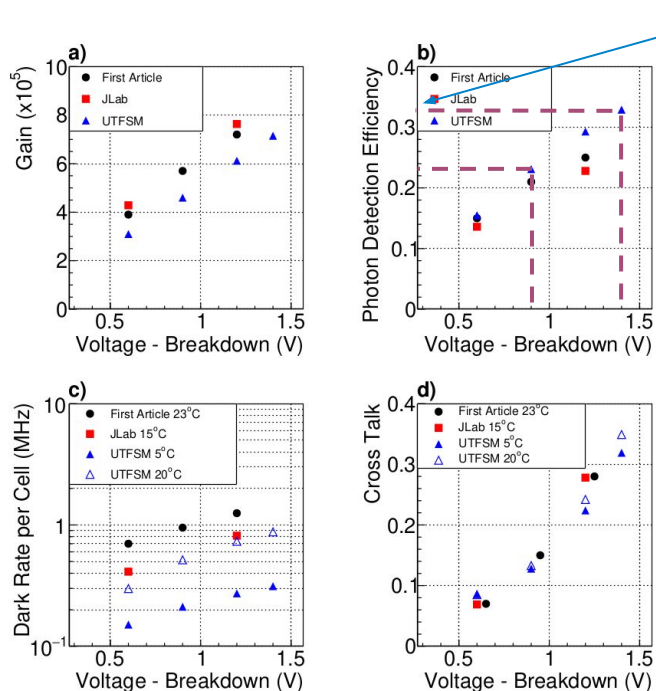 a)
Gain (x10⁵)
10
8
6
4
2
0
First Article
JLab
UTFSM
0.5
1
1.5
Voltage - Breakdown (V)
b)
Photon Detection Efficiency
0.4
0.3
0.2
0.1
0
First Article
JLab
UTFSM
0.5
1
1.5
Voltage - Breakdown (V)
c)
Dark Rate per Cell (MHz)
10
1
10⁻¹
First Article 23°C
JLab 15°C
UTFSM 5°C
UTFSM 20°C
0.5
1
1.5
Voltage - Breakdown (V)
d)
Cross Talk
0.4
0.3
0.2
0.1
0
First Article 23°C
JLab 15°C
UTFSM 5°C
UTFSM 20°C
0.5
1
1.5
Voltage - Breakdown (V)